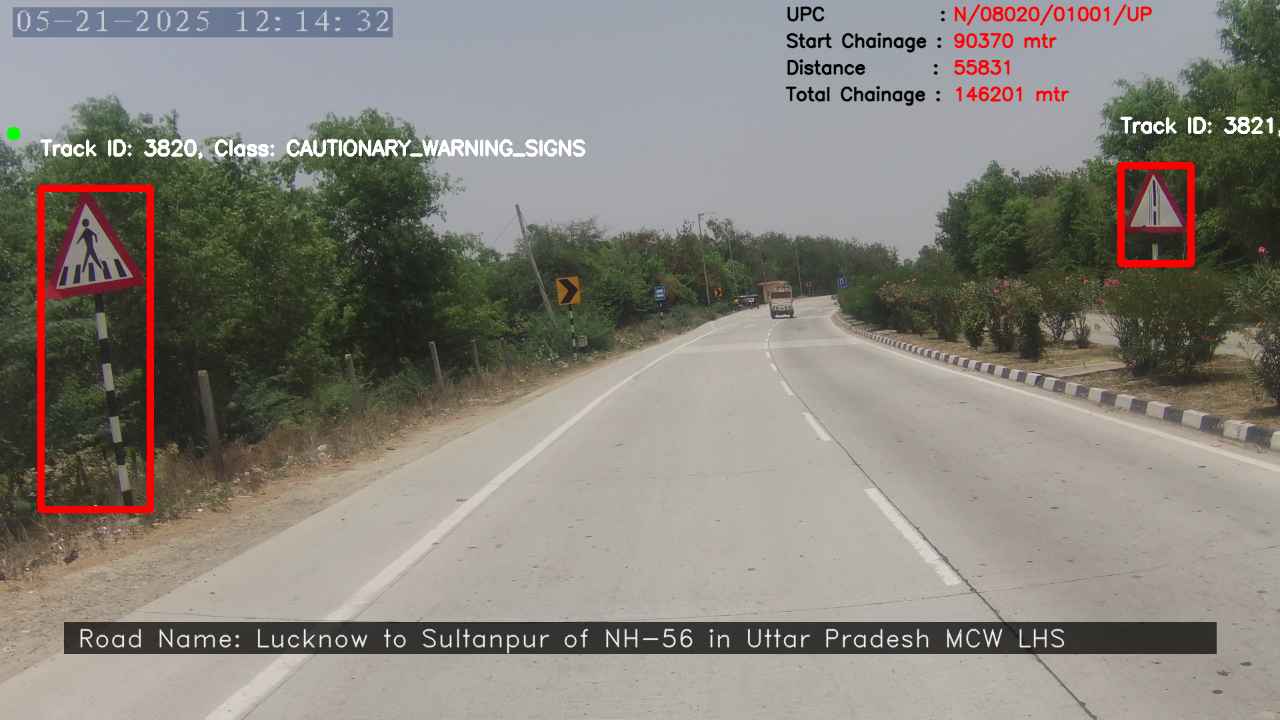 05-21-2025 12:14:32
UPC : N/08020/01001/UP
Start Chainage : 90370 mtr
Distance : 55831
Total Chainage : 146201 mtr
Track ID: 3821
Track ID: 3820, Class: CAUTIONARY_WARNING_SIGNS
Road Name: Lucknow to Sultanpur of NH-56 in Uttar Pradesh MCW LHS